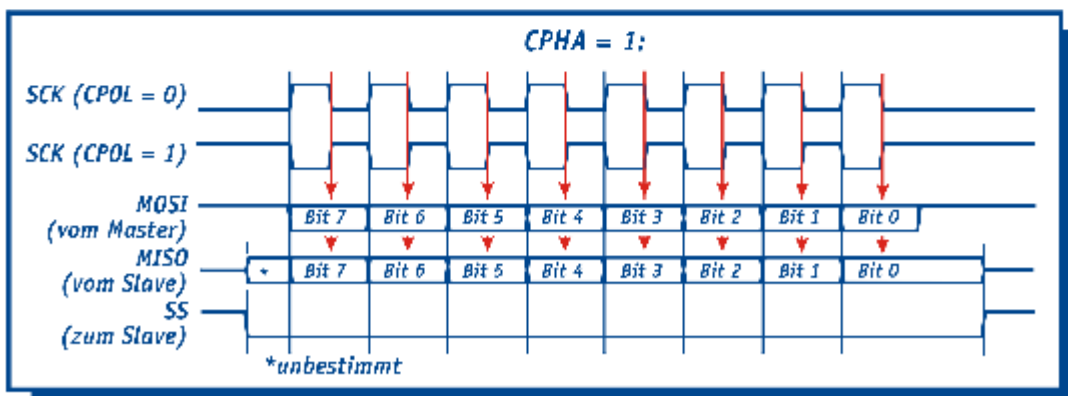 CPHA = 1:
SCK (CPOL = 0)
SCK (CPOL = 1)
MOSI
(vom Master)
Bit 7 Bit 6 Bit 5 Bit 4 Bit 3 Bit 2 Bit 1 Bit 0
MISO
(vom Slave)
* Bit 7 Bit 6 Bit 5 Bit 4 Bit 3 Bit 2 Bit 1 Bit 0
SS
(zum Slave)
*unbestimmt